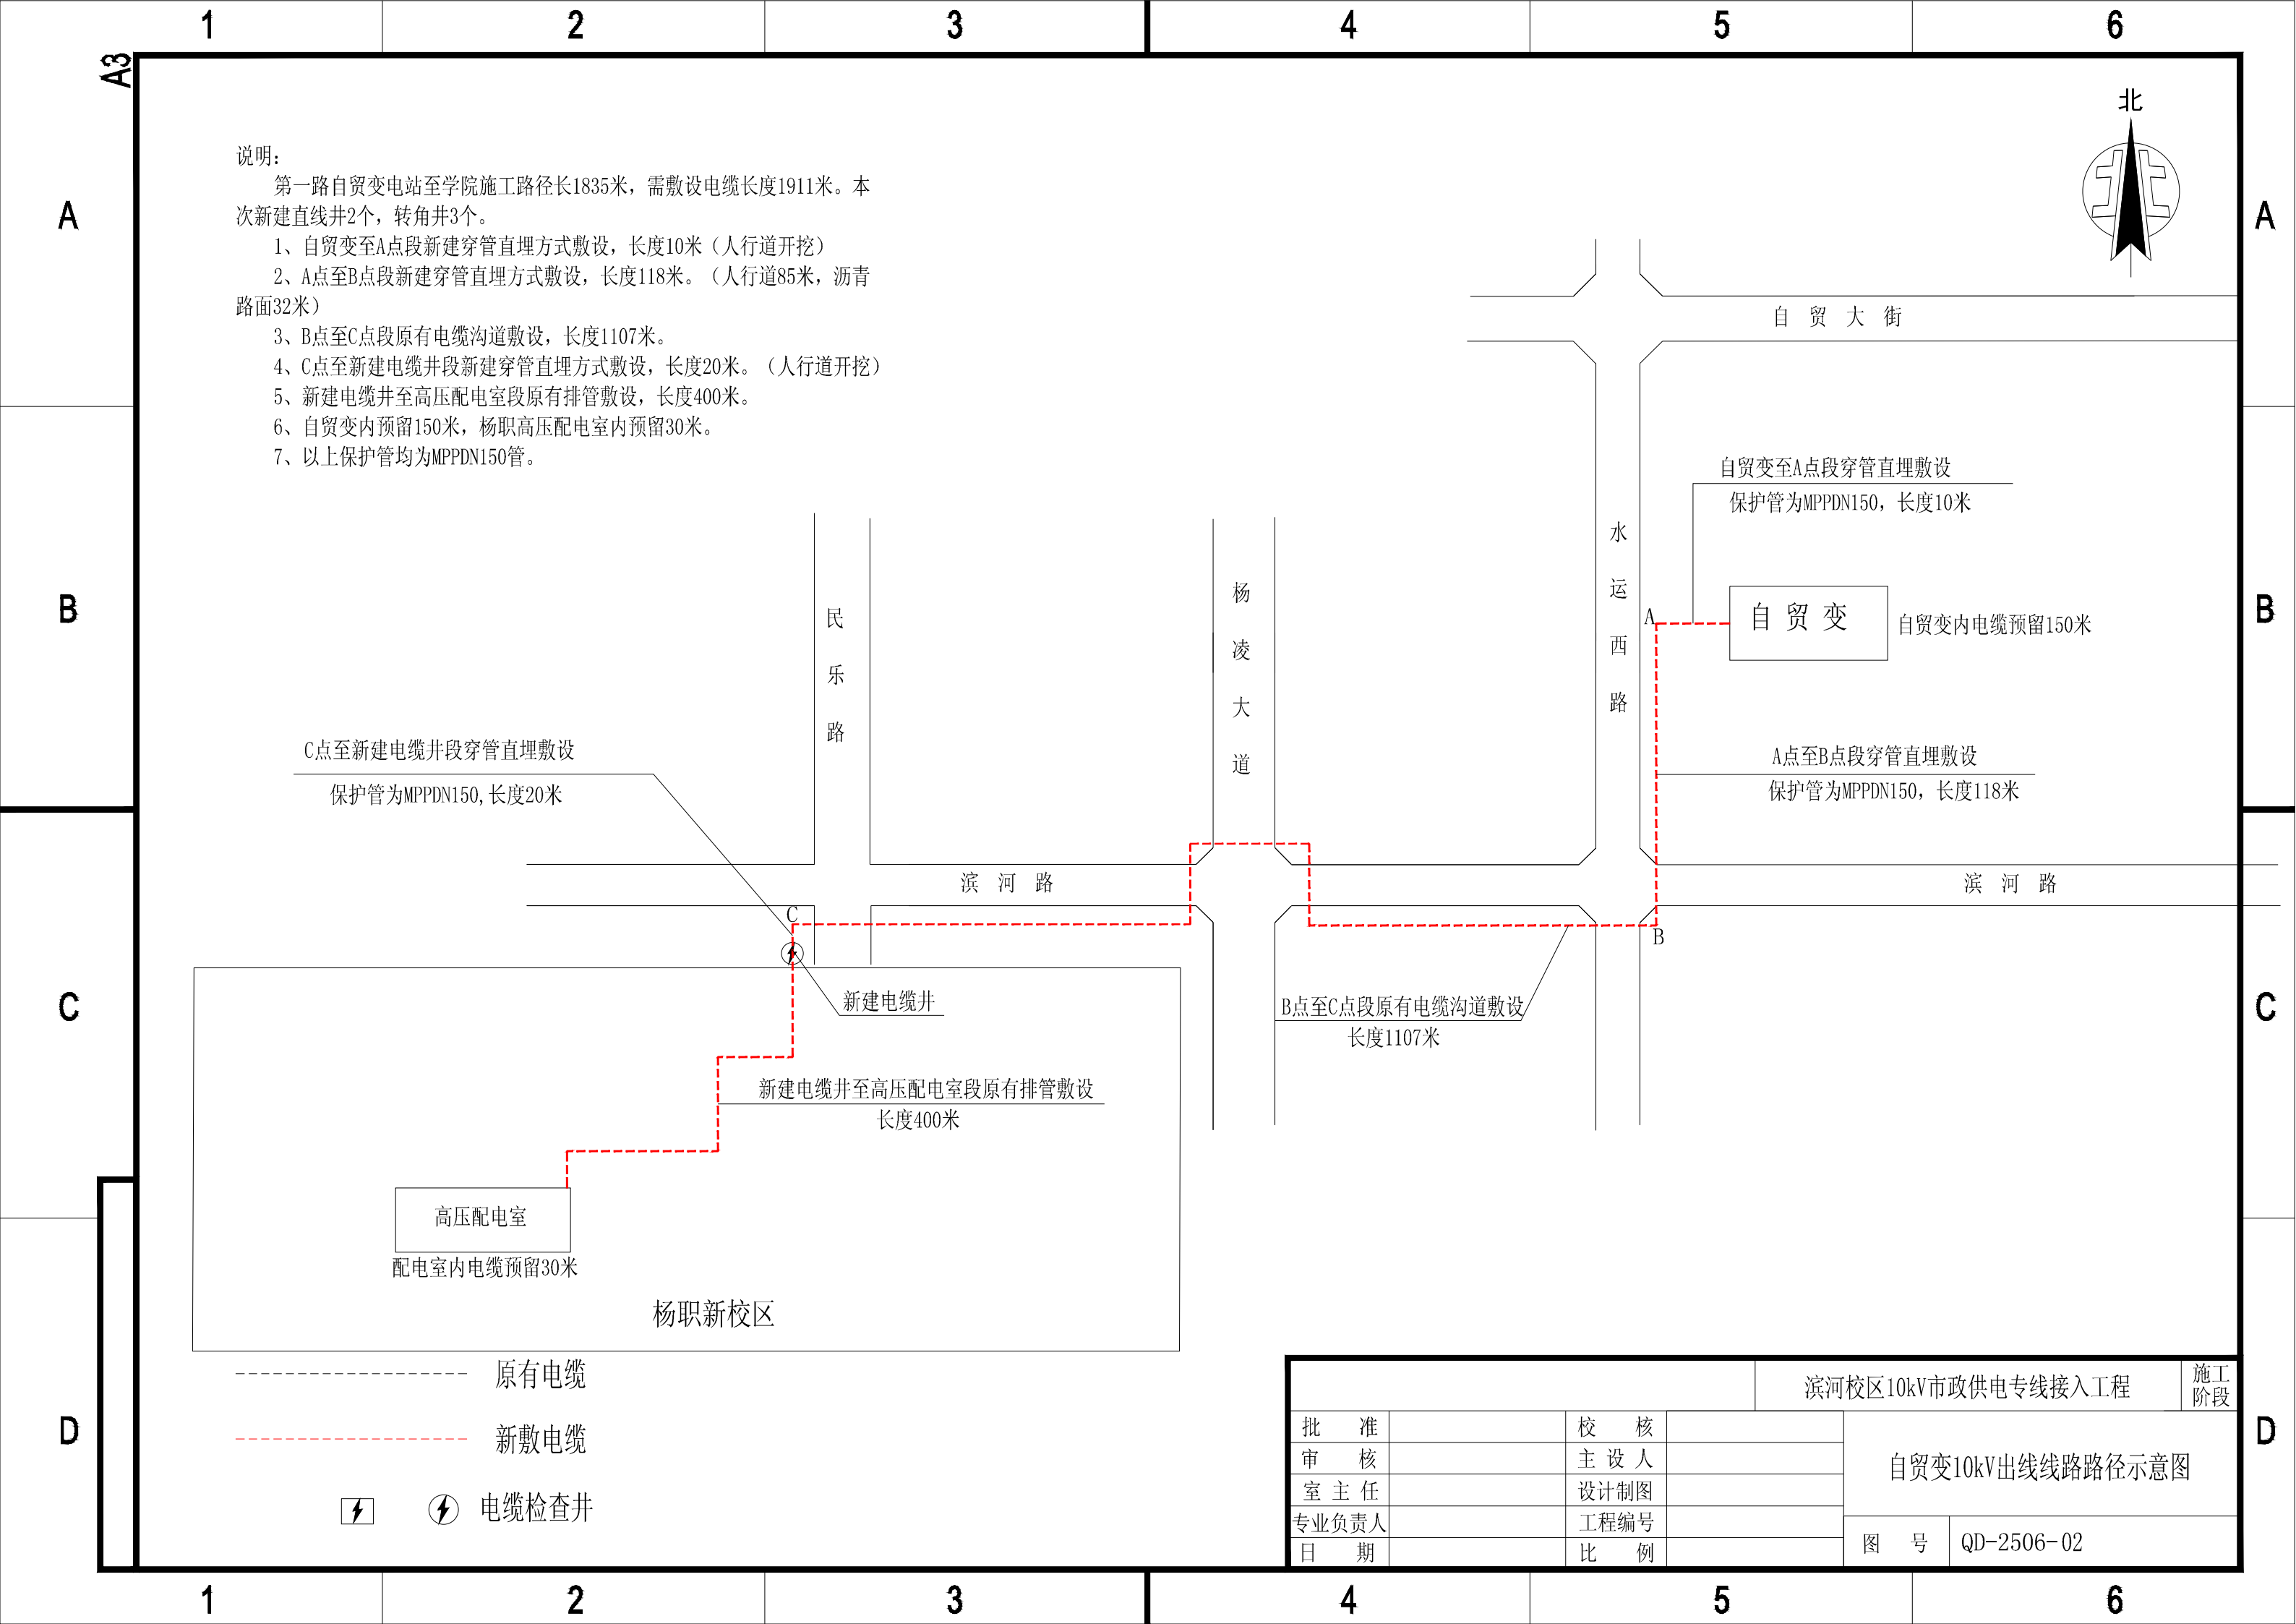 1
2
3
4
5
6
A3
北
说明:
第一路自贸变电站至学院施工路径长1835米，需敷设电缆长度1911米。本
次新建直线井2个，转角井3个。
1、自贸变至A点段新建穿管直埋方式敷设，长度10米（人行道开挖）
2、A点至B点段新建穿管直埋方式敷设，长度118米。（人行道85米，沥青
路面32米）
3、B点至C点段原有电缆沟道敷设，长度1107米。
4、C点至新建电缆井段新建穿管直埋方式敷设，长度20米。（人行道开挖）
5、新建电缆井至高压配电室段原有排管敷设，长度400米。
6、自贸变内预留150米，杨职高压配电室内预留30米。
7、以上保护管均为MPPDN150管。
A
A
北
自贸大街
自贸变至A点段穿管直埋敷设
保护管为MPPDN150，长度10米
水运西路
杨凌大道
民乐路
B
B
A
自贸变
自贸变内电缆预留150米
C点至新建电缆井段穿管直埋敷设
保护管为MPPDN150,长度20米
A点至B点段穿管直埋敷设
保护管为MPPDN150，长度118米
滨河路
滨河路
C
B
新建电缆井
B点至C点段原有电缆沟道敷设
长度1107米
C
C
新建电缆井至高压配电室段原有排管敷设
长度400米
高压配电室
配电室内电缆预留30米
杨职新校区
原有电缆
新敷电缆
电缆检查井
D
D
滨河校区10kV市政供电专线接入工程
施工
阶段
批准
校核
审核
主设人
室主任
设计制图
专业负责人
工程编号
日期
比例
自贸变10kV出线线路路径示意图
图号
QD-2506-02
1
2
3
4
5
6